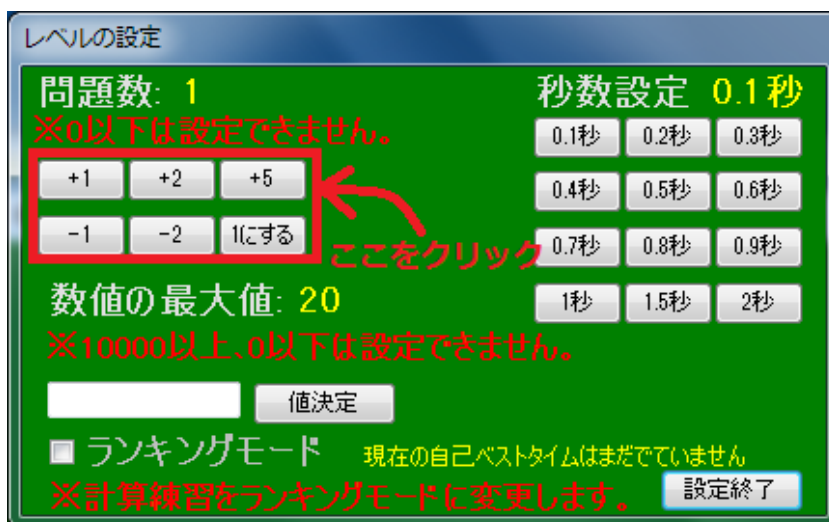 レベルの設定
問題数: 1
※0以下は設定できません。
+1 +2 +5
-1 -2 1にする
ここをクリック
秒数設定 0.1秒
0.1秒 0.2秒 0.3秒
0.4秒 0.5秒 0.6秒
0.7秒 0.8秒 0.9秒
1秒 1.5秒 2秒
数値の最大値: 20
※10000以上、0以下は設定できません。
値決定
ランキングモード 現在の自己ベストタイムはまだでていません
※計算練習をランキングモードに変更します。
設定終了